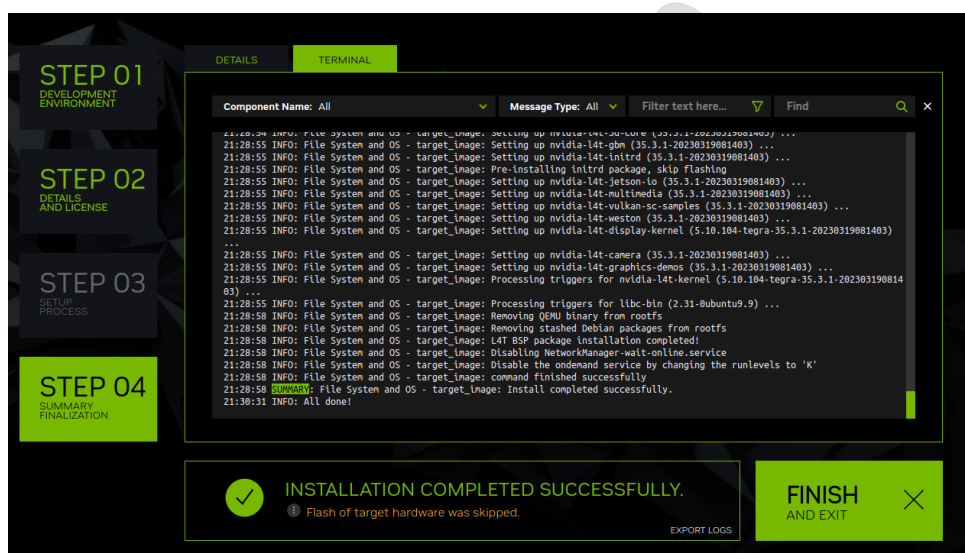 STEP 01
DEVELOPMENT
ENVIRONMENT
STEP 02
DETAILS
AND LICENSE
STEP 03
SETUP
PROCESS
STEP 04
SUMMARY
FINALIZATION
DETAILS
TERMINAL
Component Name: All
Message Type: All
Filter text here...
Find
21:28:54 INFO: File System and OS - target_image: Setting up nvidia-l4t-3d-core (35.3.1-20230319081403) ...
21:28:55 INFO: File System and OS - target_image: Setting up nvidia-l4t-gbm (35.3.1-20230319081403) ...
21:28:55 INFO: File System and OS - target_image: Setting up nvidia-l4t-initrd (35.3.1-20230319081403) ...
21:28:55 INFO: File System and OS - target_image: Pre-installing initrd package, skip flashing
21:28:55 INFO: File System and OS - target_image: Setting up nvidia-l4t-jetson-io (35.3.1-20230319081403) ...
21:28:55 INFO: File System and OS - target_image: Setting up nvidia-l4t-multimedia (35.3.1-20230319081403) ...
21:28:55 INFO: File System and OS - target_image: Setting up nvidia-l4t-vulkan-sc-samples (35.3.1-20230319081403) ...
21:28:55 INFO: File System and OS - target_image: Setting up nvidia-l4t-weston (35.3.1-20230319081403) ...
21:28:55 INFO: File System and OS - target_image: Setting up nvidia-l4t-display-kernel (5.10.104-tegra-35.3.1-20230319081403)
...
21:28:55 INFO: File System and OS - target_image: Setting up nvidia-l4t-camera (35.3.1-20230319081403) ...
21:28:55 INFO: File System and OS - target_image: Setting up nvidia-l4t-graphics-demos (35.3.1-20230319081403) ...
21:28:55 INFO: File System and OS - target_image: Processing triggers for nvidia-l4t-kernel (5.10.104-tegra-35.3.1-202303190814
03) ...
21:28:55 INFO: File System and OS - target_image: Processing triggers for libc-bin (2.31-0ubuntu9.9) ...
21:28:58 INFO: File System and OS - target_image: Removing QEMU binary from rootfs
21:28:58 INFO: File System and OS - target_image: Removing stashed Debian packages from rootfs
21:28:58 INFO: File System and OS - target_image: L4T BSP package installation completed!
21:28:58 INFO: File System and OS - target_image: Disabling NetworkManager-wait-online.service
21:28:58 INFO: File System and OS - target_image: Disable the ondemand service by changing the runlevels to 'K'
21:28:58 INFO: File System and OS - target_image: command finished successfully
21:28:58 SUMMARY: File System and OS - target_image: Install completed successfully.
21:30:31 INFO: All done!
INSTALLATION COMPLETED SUCCESSFULLY.
Flash of target hardware was skipped.
EXPORT LOGS
FINISH
AND EXIT